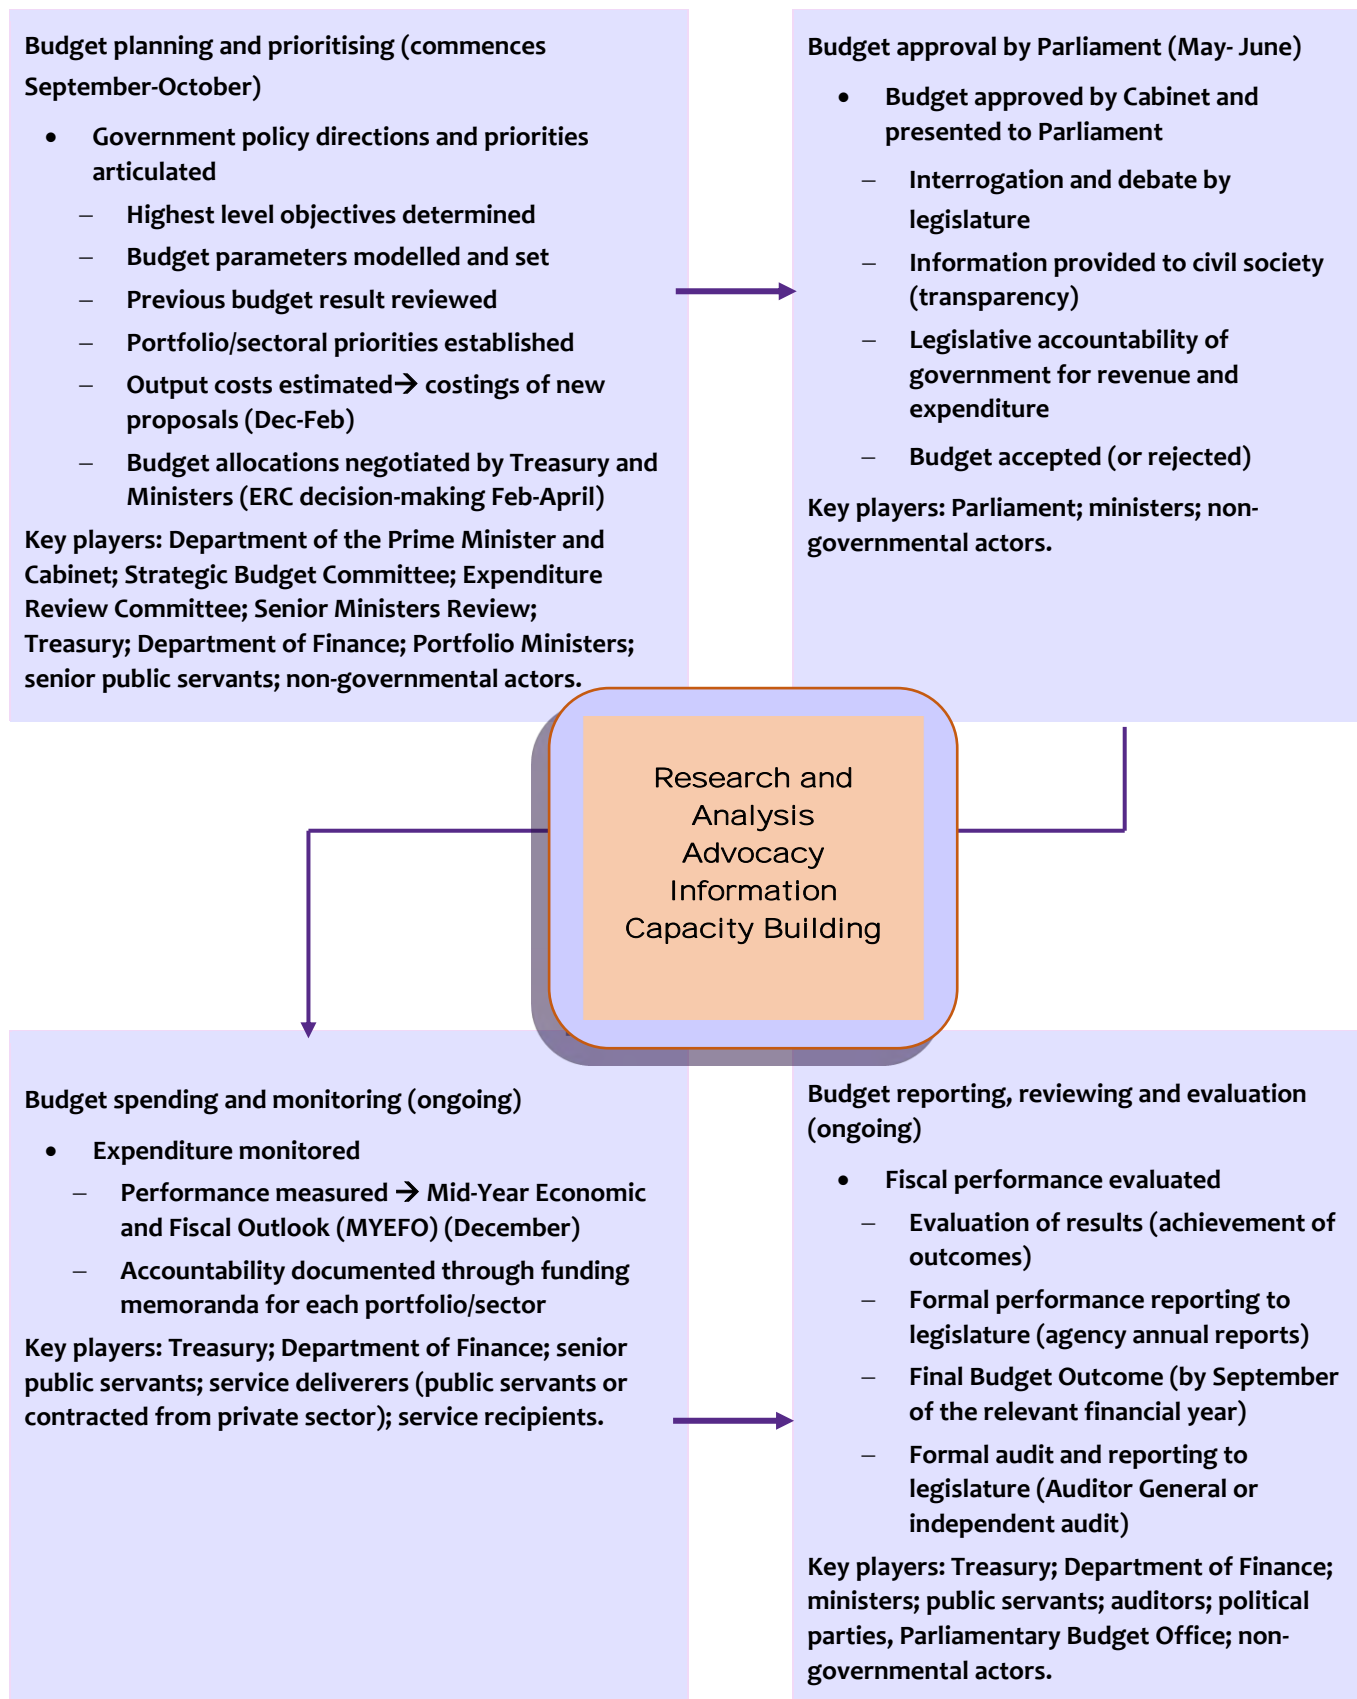 Budget planning and prioritising (commences
September-October)
• Government policy directions and priorities
articulated
– Highest level objectives determined
– Budget parameters modelled and set
– Previous budget result reviewed
– Portfolio/sectoral priorities established
– Output costs estimated→ costings of new
proposals (Dec-Feb)
– Budget allocations negotiated by Treasury and
Ministers (ERC decision-making Feb-April)
Key players: Department of the Prime Minister and
Cabinet; Strategic Budget Committee; Expenditure
Review Committee; Senior Ministers Review;
Treasury; Department of Finance; Portfolio Ministers;
senior public servants; non-governmental actors.
Budget approval by Parliament (May- June)
• Budget approved by Cabinet and
presented to Parliament
– Interrogation and debate by
legislature
– Information provided to civil society
(transparency)
– Legislative accountability of
government for revenue and
expenditure
– Budget accepted (or rejected)
Key players: Parliament; ministers; non-
governmental actors.
Research and
Analysis
Advocacy
Information
Capacity Building
Budget spending and monitoring (ongoing)
• Expenditure monitored
– Performance measured → Mid-Year Economic
and Fiscal Outlook (MYEFO) (December)
– Accountability documented through funding
memoranda for each portfolio/sector
Key players: Treasury; Department of Finance; senior
public servants; service deliverers (public servants or
contracted from private sector); service recipients.
Budget reporting, reviewing and evaluation
(ongoing)
• Fiscal performance evaluated
– Evaluation of results (achievement of
outcomes)
– Formal performance reporting to
legislature (agency annual reports)
– Final Budget Outcome (by September
of the relevant financial year)
– Formal audit and reporting to
legislature (Auditor General or
independent audit)
Key players: Treasury; Department of Finance;
ministers; public servants; auditors; political
parties, Parliamentary Budget Office; non-
governmental actors.